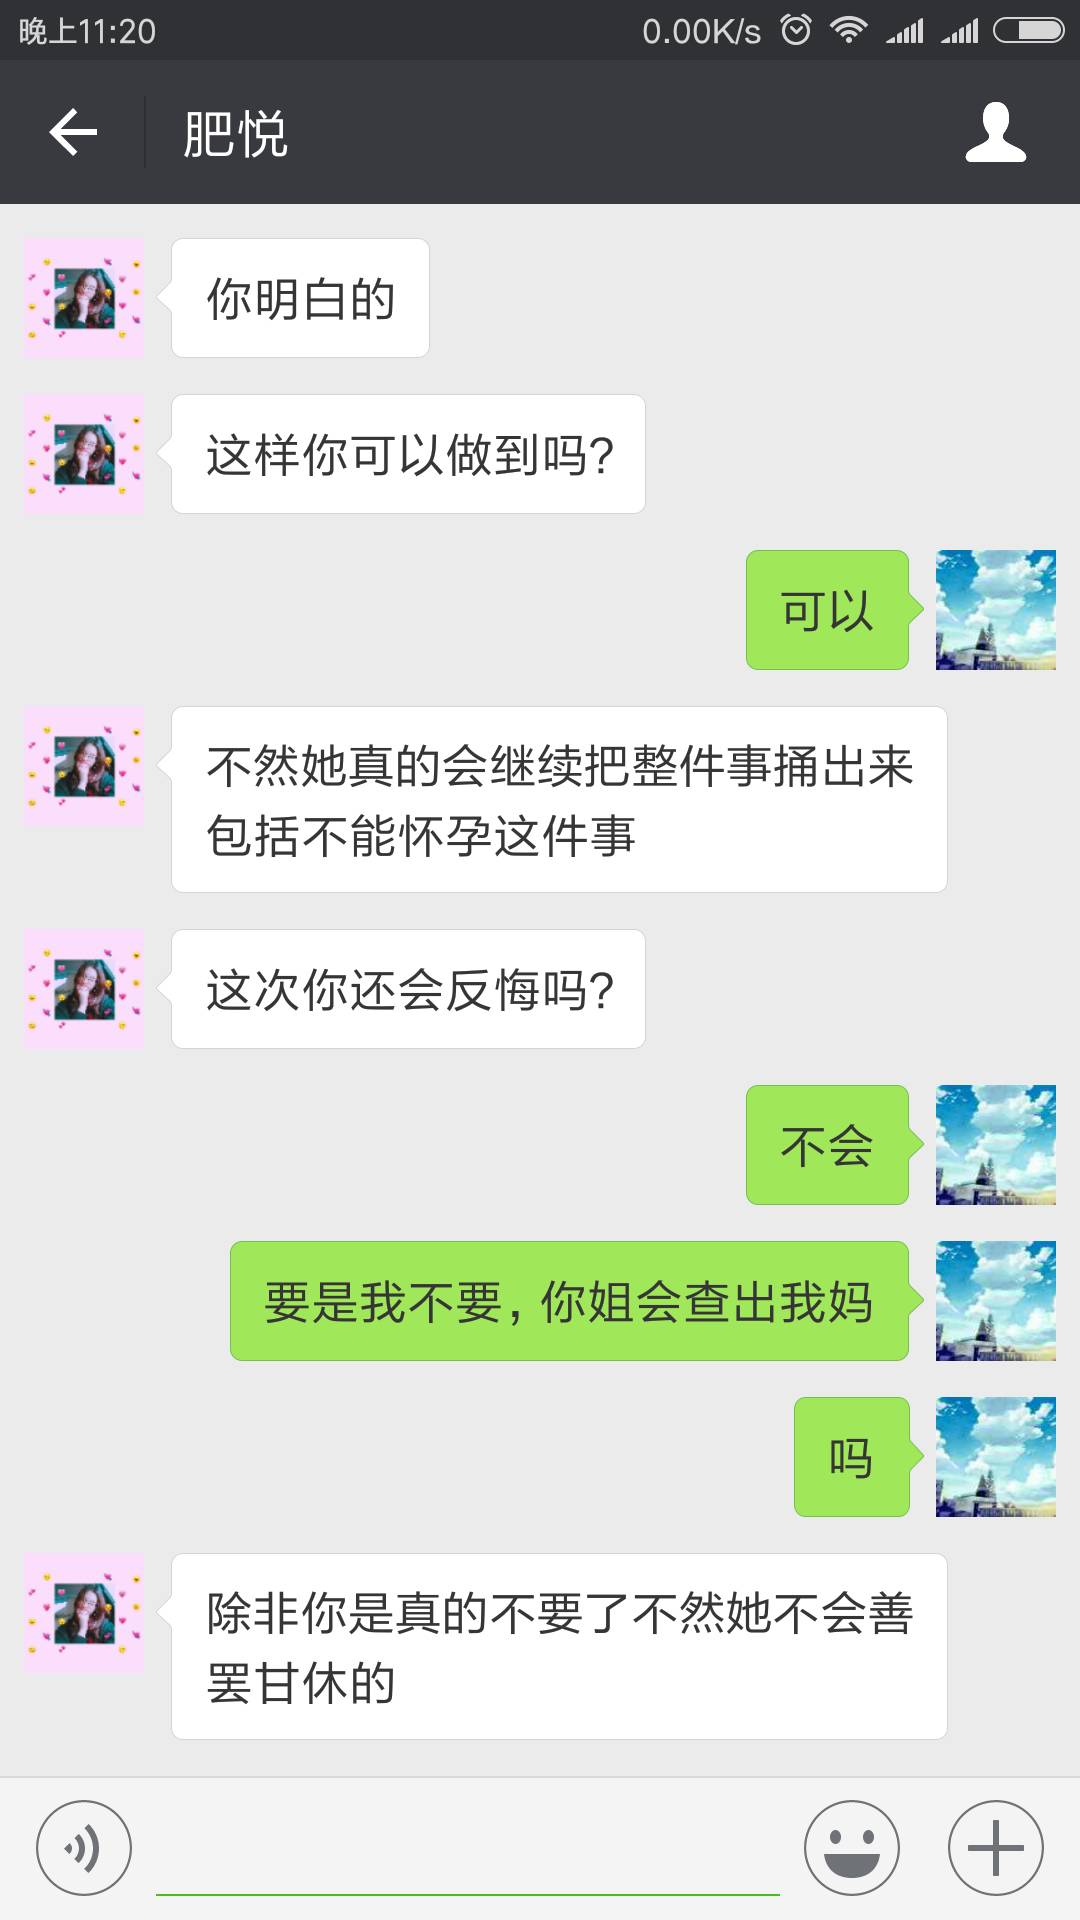 晚上11:20
0.00K/s
肥悦
你明白的
这样你可以做到吗?
可以
不然她真的会继续把整件事捅出来
包括不能怀孕这件事
这次你还会反悔吗?
不会
要是我不要，你姐会查出我妈
吗
除非你是真的不要了不然她不会善
罢甘休的